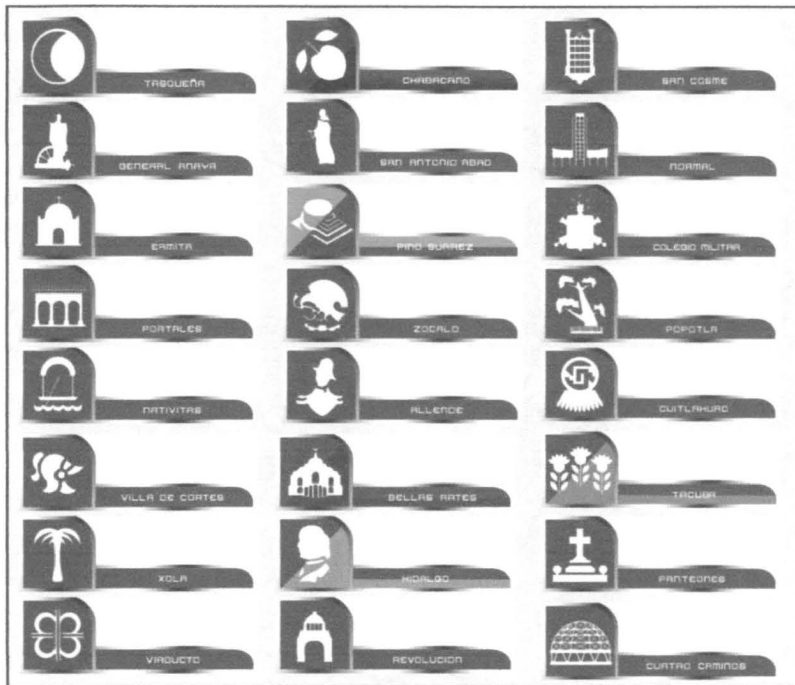 TASQUEÑA
GENERAL ANAYA
ERMITA
PORTALES
NATIVITAS
VILLA DE CORTES
XOLA
VIADUCTO
CHABACANO
SAN ANTONIO ABAD
PINO SUAREZ
ZOCALO
ALLENDE
BELLAS ARTES
HIDALGO
REVOLUCION
SAN COSME
NORMAL
COLEGIO MILITAR
POPOTLA
CUITLAHUAC
TACUBA
PANTEONES
CUATRO CAMINOS